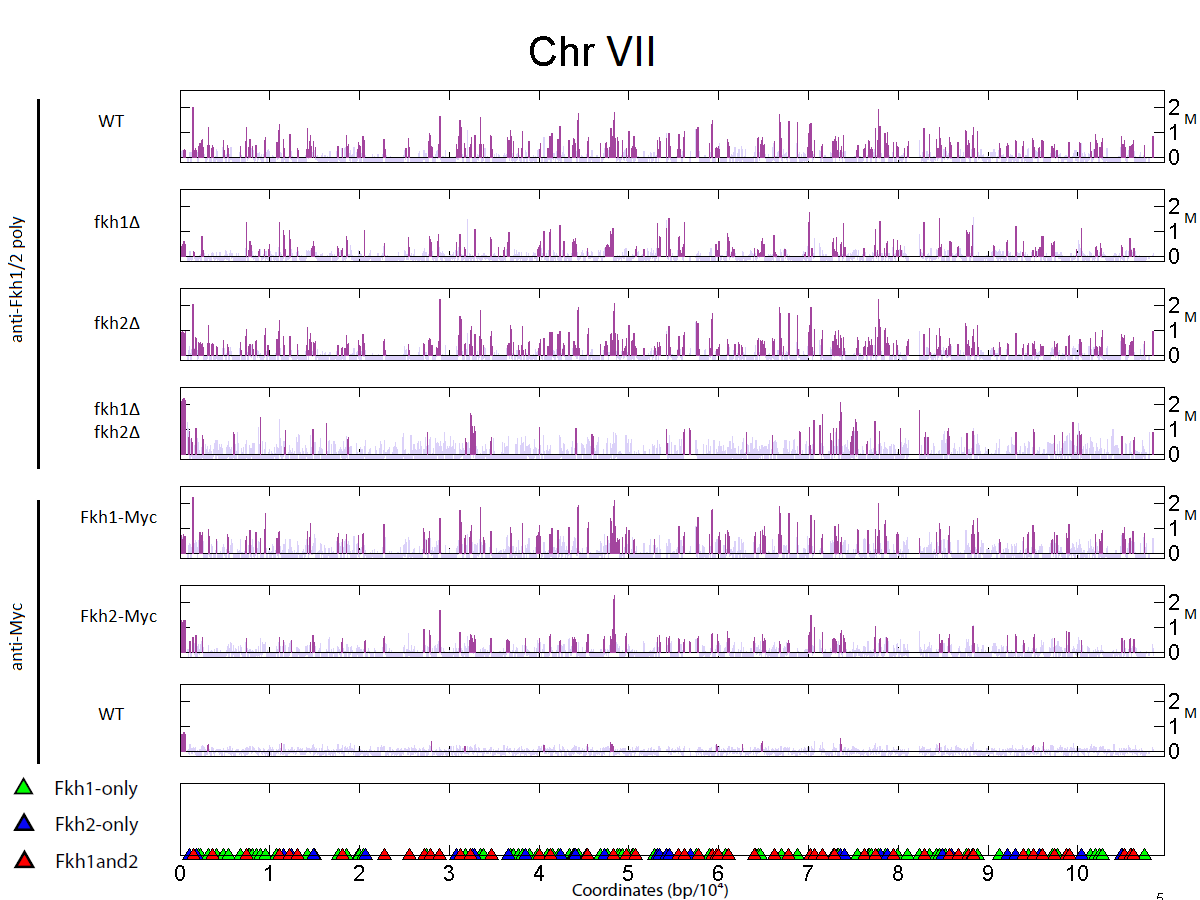 Chr VII
anti-Fkh1/2 poly
WT
2
1
0
M
fkh1Δ
2
1
0
M
fkh2Δ
2
1
0
M
fkh1Δ
fkh2Δ
2
1
0
M
anti-Myc
Fkh1-Myc
2
1
0
M
Fkh2-Myc
2
1
0
M
WT
2
1
0
M
Fkh1-only
Fkh2-only
Fkh1and2
0 1 2 3 4 5 6 7 8 9 10
Coordinates (bp/10⁴)
5